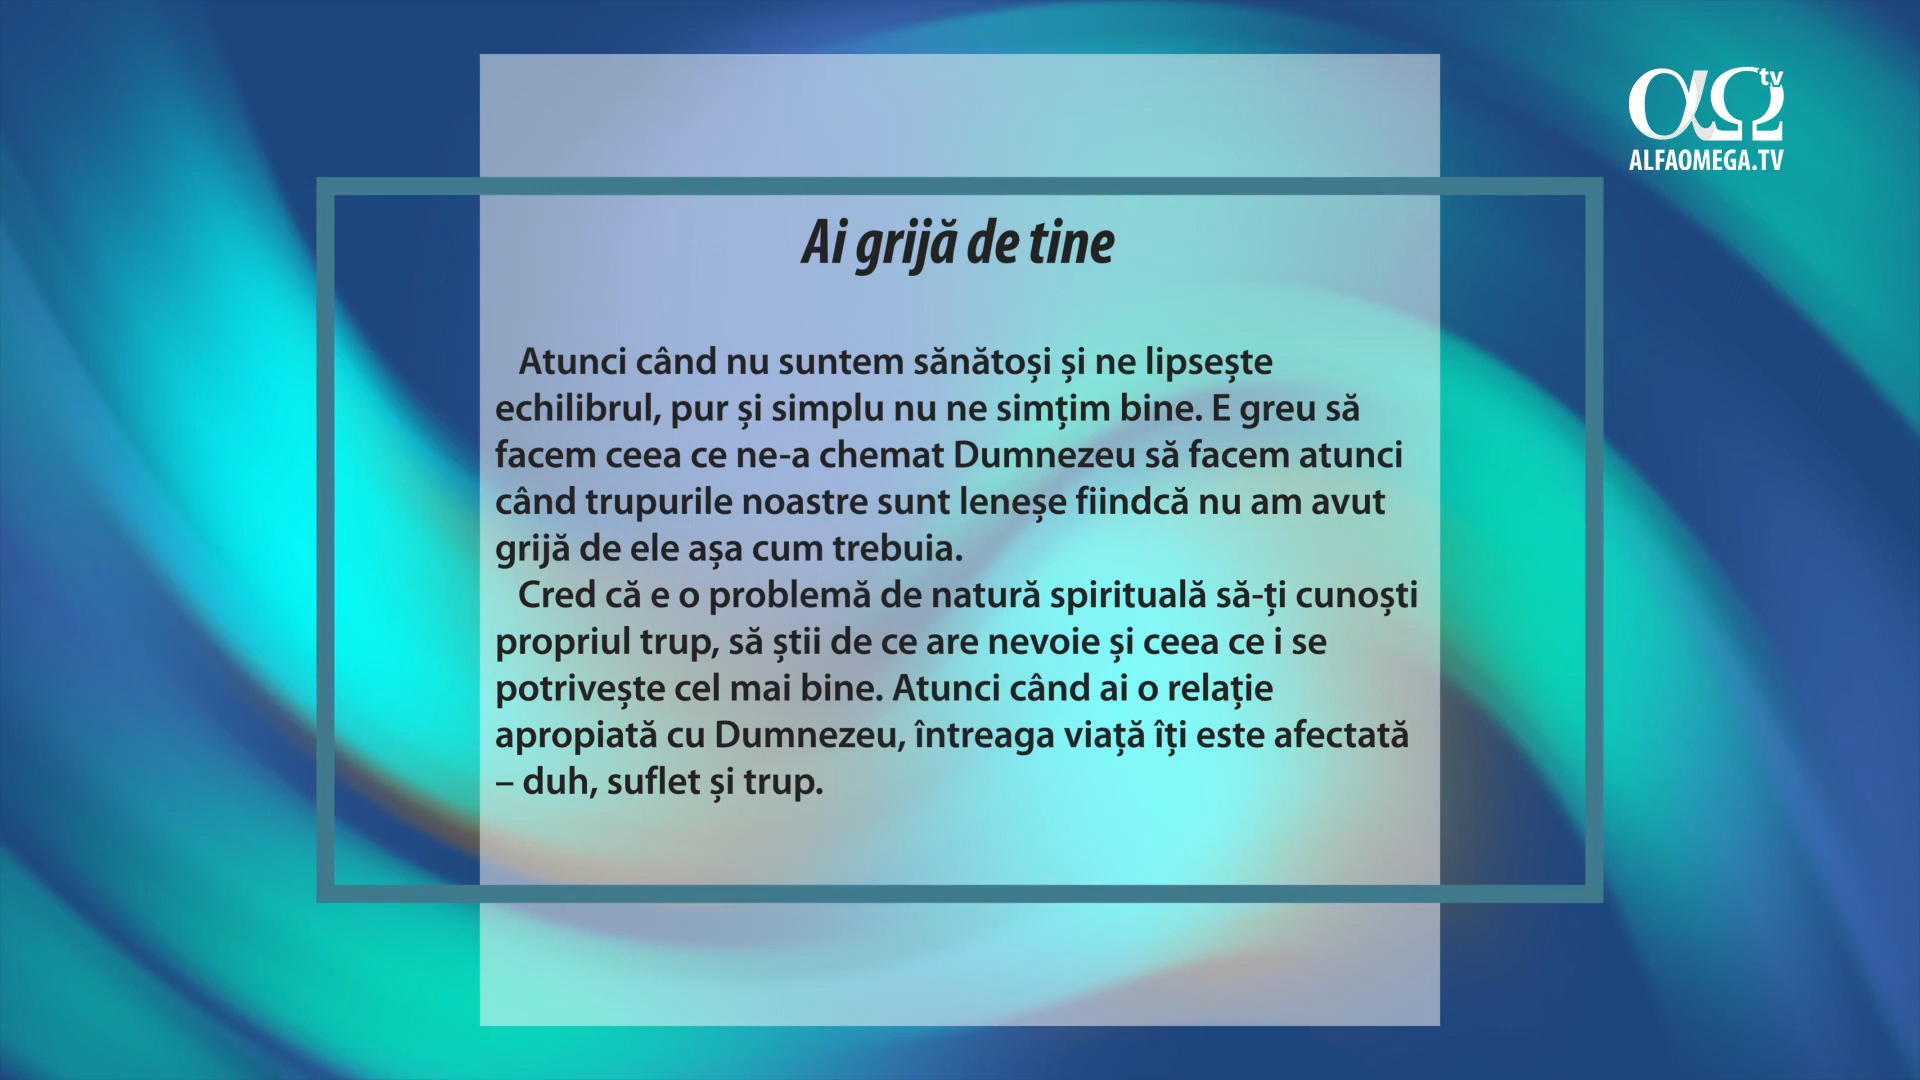 αΩ tv
ALFAOMEGA.TV
Ai grijă de tine
Atunci când nu suntem sănătoși și ne lipsește
echilibrul, pur și simplu nu ne simțim bine. E greu să
facem ceea ce ne-a chemat Dumnezeu să facem atunci
când trupurile noastre sunt leneșe fiindcă nu am avut
grijă de ele așa cum trebuia.
Cred că e o problemă de natură spirituală să-ți cunoști
propriul trup, să știi de ce are nevoie și ceea ce i se
potrivește cel mai bine. Atunci când ai o relație
apropiată cu Dumnezeu, întreaga viață îți este afectată
– duh, suflet și trup.